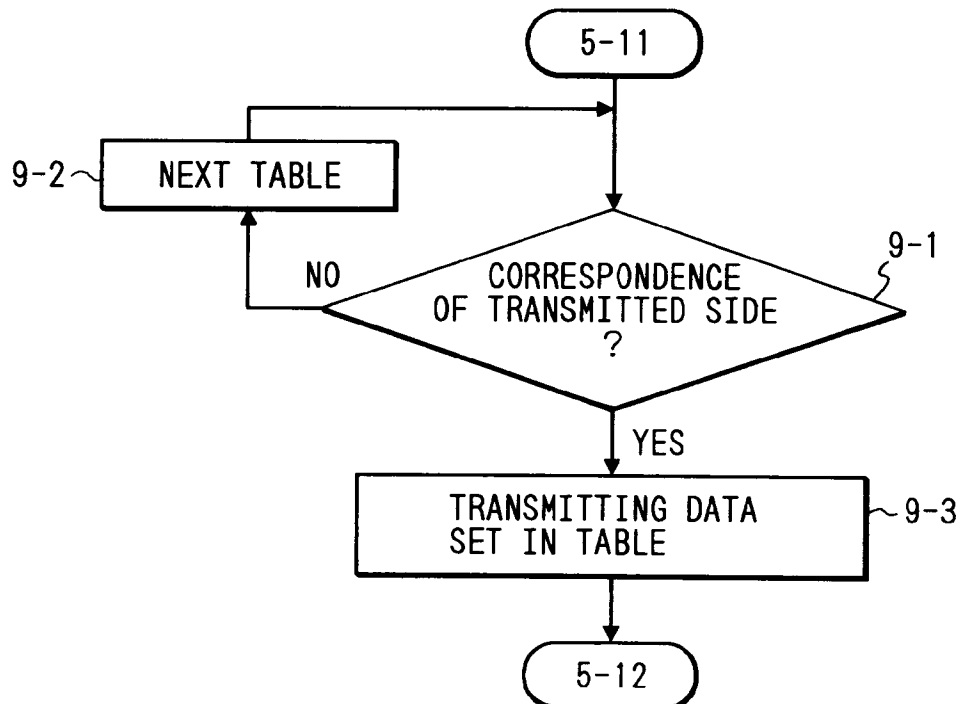 5-11
9-2
NEXT TABLE
9-1
NO
CORRESPONDENCE
OF TRANSMITTED SIDE
?
YES
TRANSMITTING DATA
SET IN TABLE
9-3
5-12